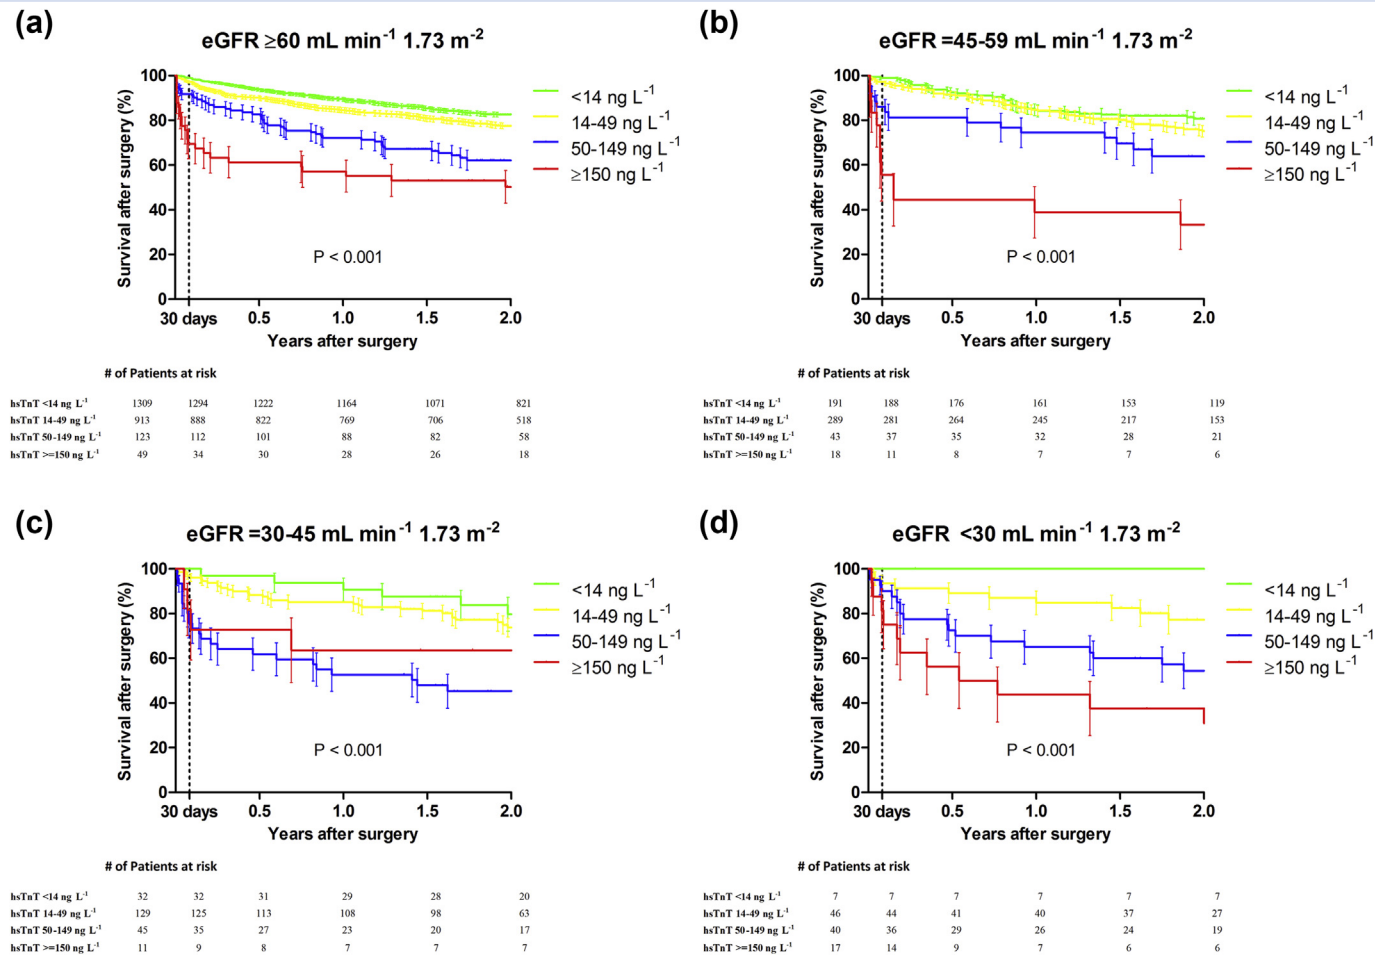 (a)
eGFR ≥60 mL min⁻¹ 1.73 m⁻²
Survival after surgery (%)
100
80
60
40
20
0
<14 ng L⁻¹
14-49 ng L⁻¹
50-149 ng L⁻¹
≥150 ng L⁻¹
P < 0.001
30 days 0.5 1.0 1.5 2.0
Years after surgery
# of Patients at risk
hsTnT <14 ng L⁻¹ 1309 1294 1222 1164 1071 821
hsTnT 14-49 ng L⁻¹ 913 888 822 769 706 518
hsTnT 50-149 ng L⁻¹ 123 112 101 88 82 58
hsTnT >=150 ng L⁻¹ 49 34 30 28 26 18
(b)
eGFR =45-59 mL min⁻¹ 1.73 m⁻²
Survival after surgery (%)
100
80
60
40
20
0
<14 ng L⁻¹
14-49 ng L⁻¹
50-149 ng L⁻¹
≥150 ng L⁻¹
P < 0.001
30 days 0.5 1.0 1.5 2.0
Years after surgery
# of Patients at risk
hsTnT <14 ng L⁻¹ 191 188 176 161 153 119
hsTnT 14-49 ng L⁻¹ 289 281 264 245 217 153
hsTnT 50-149 ng L⁻¹ 43 37 35 32 28 21
hsTnT >=150 ng L⁻¹ 18 11 8 7 7 6
(c)
eGFR =30-45 mL min⁻¹ 1.73 m⁻²
Survival after surgery (%)
100
80
60
40
20
0
<14 ng L⁻¹
14-49 ng L⁻¹
50-149 ng L⁻¹
≥150 ng L⁻¹
P < 0.001
30 days 0.5 1.0 1.5 2.0
Years after surgery
# of Patients at risk
hsTnT <14 ng L⁻¹ 32 32 31 29 28 20
hsTnT 14-49 ng L⁻¹ 129 125 113 108 98 63
hsTnT 50-149 ng L⁻¹ 45 35 27 23 20 17
hsTnT >=150 ng L⁻¹ 11 9 8 7 7 7
(d)
eGFR <30 mL min⁻¹ 1.73 m⁻²
Survival after surgery (%)
100
80
60
40
20
0
<14 ng L⁻¹
14-49 ng L⁻¹
50-149 ng L⁻¹
≥150 ng L⁻¹
P < 0.001
30 days 0.5 1.0 1.5 2.0
Years after surgery
# of Patients at risk
hsTnT <14 ng L⁻¹ 7 7 7 7 7 7
hsTnT 14-49 ng L⁻¹ 46 44 41 40 37 27
hsTnT 50-149 ng L⁻¹ 40 36 29 26 24 19
hsTnT >=150 ng L⁻¹ 17 14 9 7 6 6